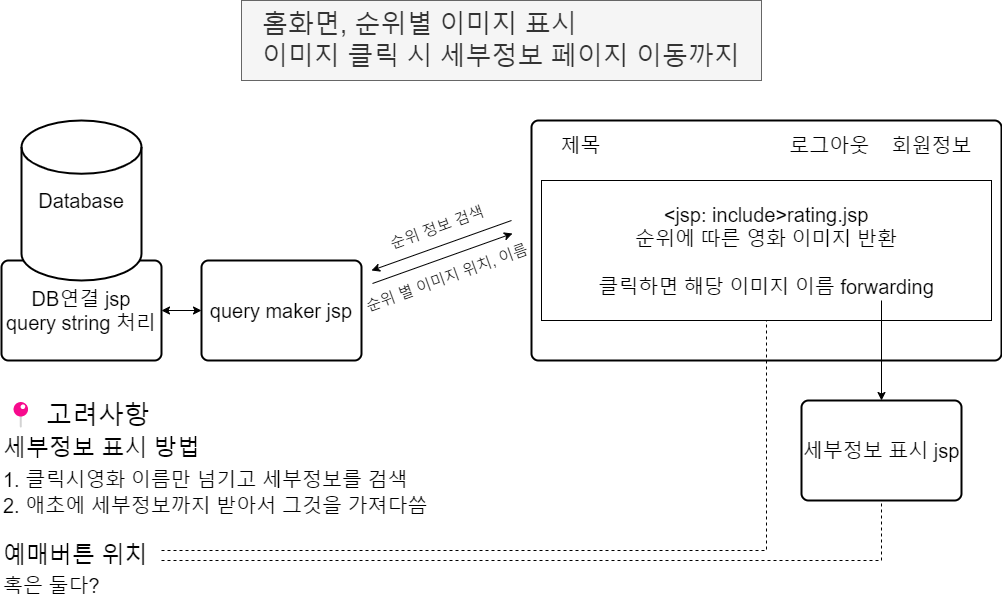 홈화면, 순위별 이미지 표시
이미지 클릭 시 세부정보 페이지 이동까지
Database
DB연결 jsp
query string 처리
query maker jsp
순위 정보 검색
순위 별 이미지 위치, 이름
제목
로그아웃
회원정보
<jsp: include>rating.jsp
순위에 따른 영화 이미지 반환
클릭하면 해당 이미지 이름 forwarding
세부정보 표시 jsp
고려사항
세부정보 표시 방법
1. 클릭시영화 이름만 넘기고 세부정보를 검색
2. 애초에 세부정보까지 받아서 그것을 가져다씀
예매버튼 위치
혹은 둘다?